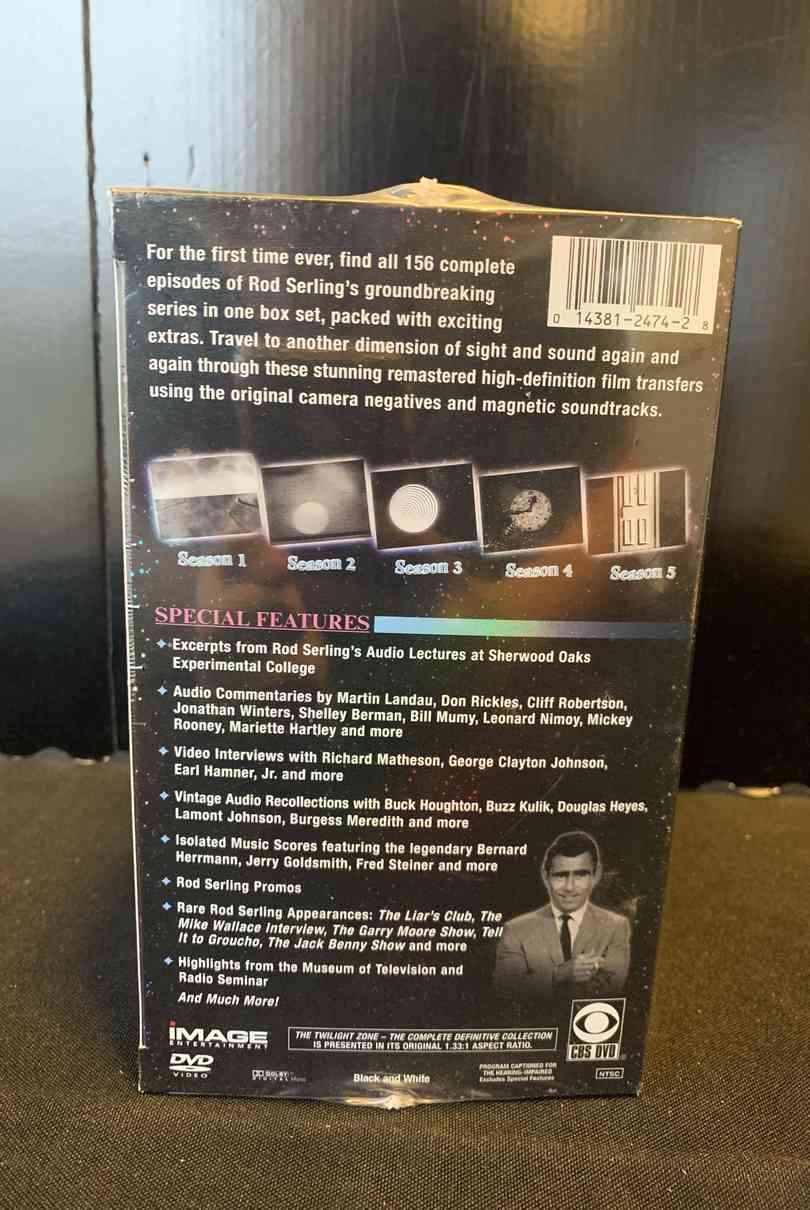 For the first time ever, find all 156 complete
episodes of Rod Serling's groundbreaking
series in one box set, packed with exciting
extras. Travel to another dimension of sight and sound again and
again through these stunning remastered high-definition film transfers
using the original camera negatives and magnetic soundtracks.
0 14381-2474-2 8
Season 1
Season 2
Season 3
Season 4
Season 5
SPECIAL FEATURES
Excerpts from Rod Serling's Audio Lectures at Sherwood Oaks
Experimental College
Audio Commentaries by Martin Landau, Don Rickles, Cliff Robertson,
Jonathan Winters, Shelley Berman, Bill Mumy, Leonard Nimoy, Mickey
Rooney, Mariette Hartley and more
Video Interviews with Richard Matheson, George Clayton Johnson,
Earl Hamner, Jr. and more
Vintage Audio Recollections with Buck Houghton, Buzz Kulik, Douglas Heyes,
Lamont Johnson, Burgess Meredith and more
Isolated Music Scores featuring the legendary Bernard
Herrmann, Jerry Goldsmith, Fred Steiner and more
Rod Serling Promos
Rare Rod Serling Appearances: The Liar's Club, The
Mike Wallace Interview, The Garry Moore Show, Tell
It to Groucho, The Jack Benny Show and more
Highlights from the Museum of Television and
Radio Seminar
And Much More!
iMAGE
ENTERTAINMENT
THE TWILIGHT ZONE – THE COMPLETE DEFINITIVE COLLECTION
IS PRESENTED IN ITS ORIGINAL 1.33:1 ASPECT RATIO.
CBS DVD
DVD
VIDEO
DOLBY
DIGITAL Mono
Black and White
PROGRAM CAPTIONED FOR
THE HEARING-IMPAIRED
Excludes Special Features
NTSC